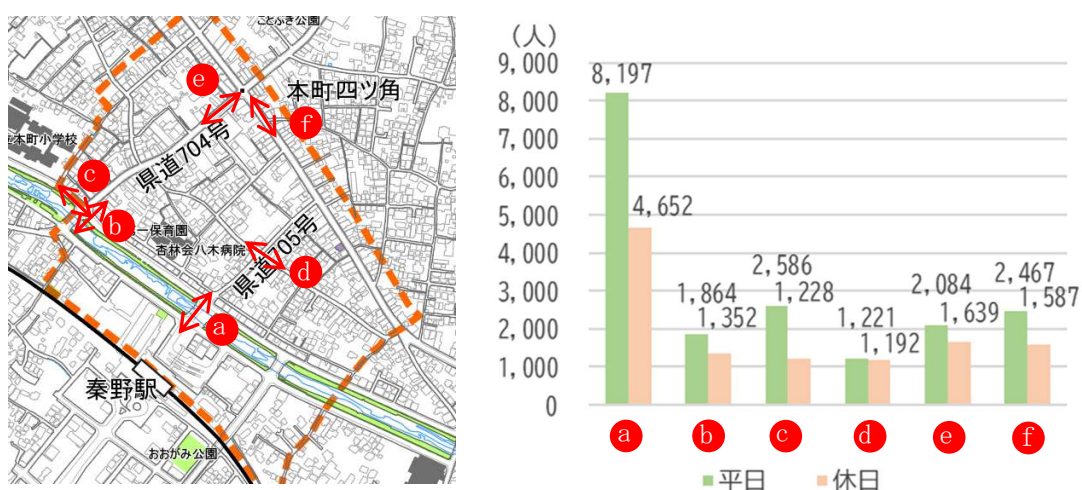 ことぶき公園
ⓔ
本町四ツ角
ⓕ
本町小学校
県道704号
ⓒ
ⓑ
一保育園
杏林会八木病院
県道705号
ⓓ
ⓐ
秦野駅
おおがみ公園
(人)
9,000
8,000
7,000
6,000
5,000
4,000
3,000
2,000
1,000
0
8,197
4,652
1,864
1,352
2,586
1,228
1,221
1,192
2,084
1,639
2,467
1,587
ⓐ ⓑ ⓒ ⓓ ⓔ ⓕ
平日 休日